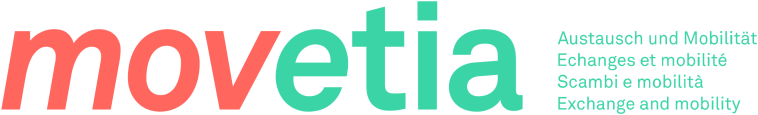 movetia
Austausch und Mobilität
Echanges et mobilité
Scambi e mobilità
Exchange and mobility